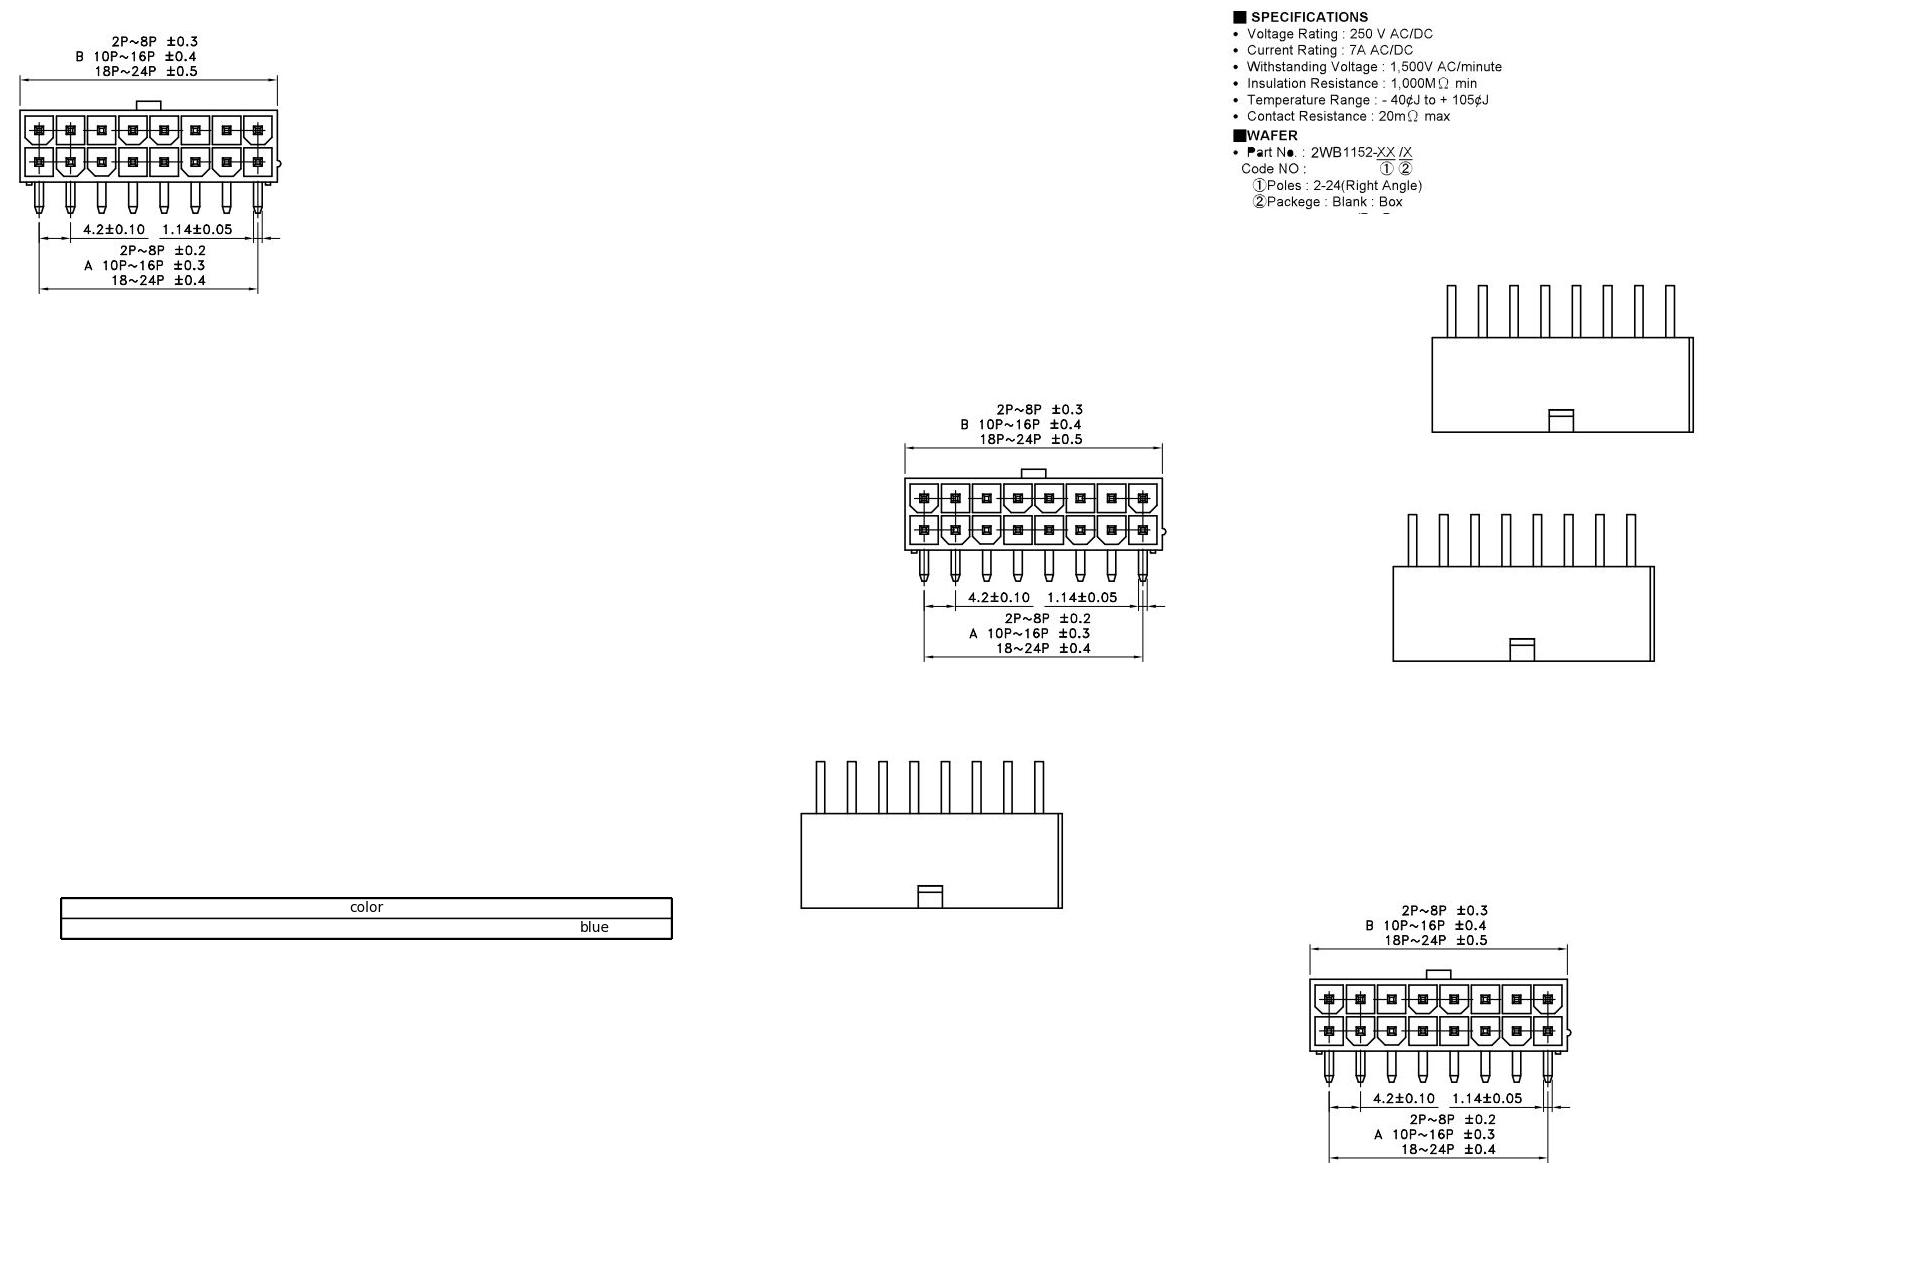 2P~8P ±0.3
B 10P~16P ±0.4
18P~24P ±0.5
4.2±0.10 1.14±0.05
2P~8P ±0.2
A 10P~16P ±0.3
18~24P ±0.4
■ SPECIFICATIONS
• Voltage Rating : 250 V AC/DC
• Current Rating : 7A AC/DC
• Withstanding Voltage : 1,500V AC/minute
• Insulation Resistance : 1,000MΩ min
• Temperature Range : - 40¢J to + 105¢J
• Contact Resistance : 20mΩ max
■WAFER
• Part No. : 2WB1152-XX /X
Code NO : ① ②
①Poles : 2-24(Right Angle)
②Packege : Blank : Box
2P~8P ±0.3
B 10P~16P ±0.4
18P~24P ±0.5
4.2±0.10 1.14±0.05
2P~8P ±0.2
A 10P~16P ±0.3
18~24P ±0.4
color
blue
2P~8P ±0.3
B 10P~16P ±0.4
18P~24P ±0.5
4.2±0.10 1.14±0.05
2P~8P ±0.2
A 10P~16P ±0.3
18~24P ±0.4